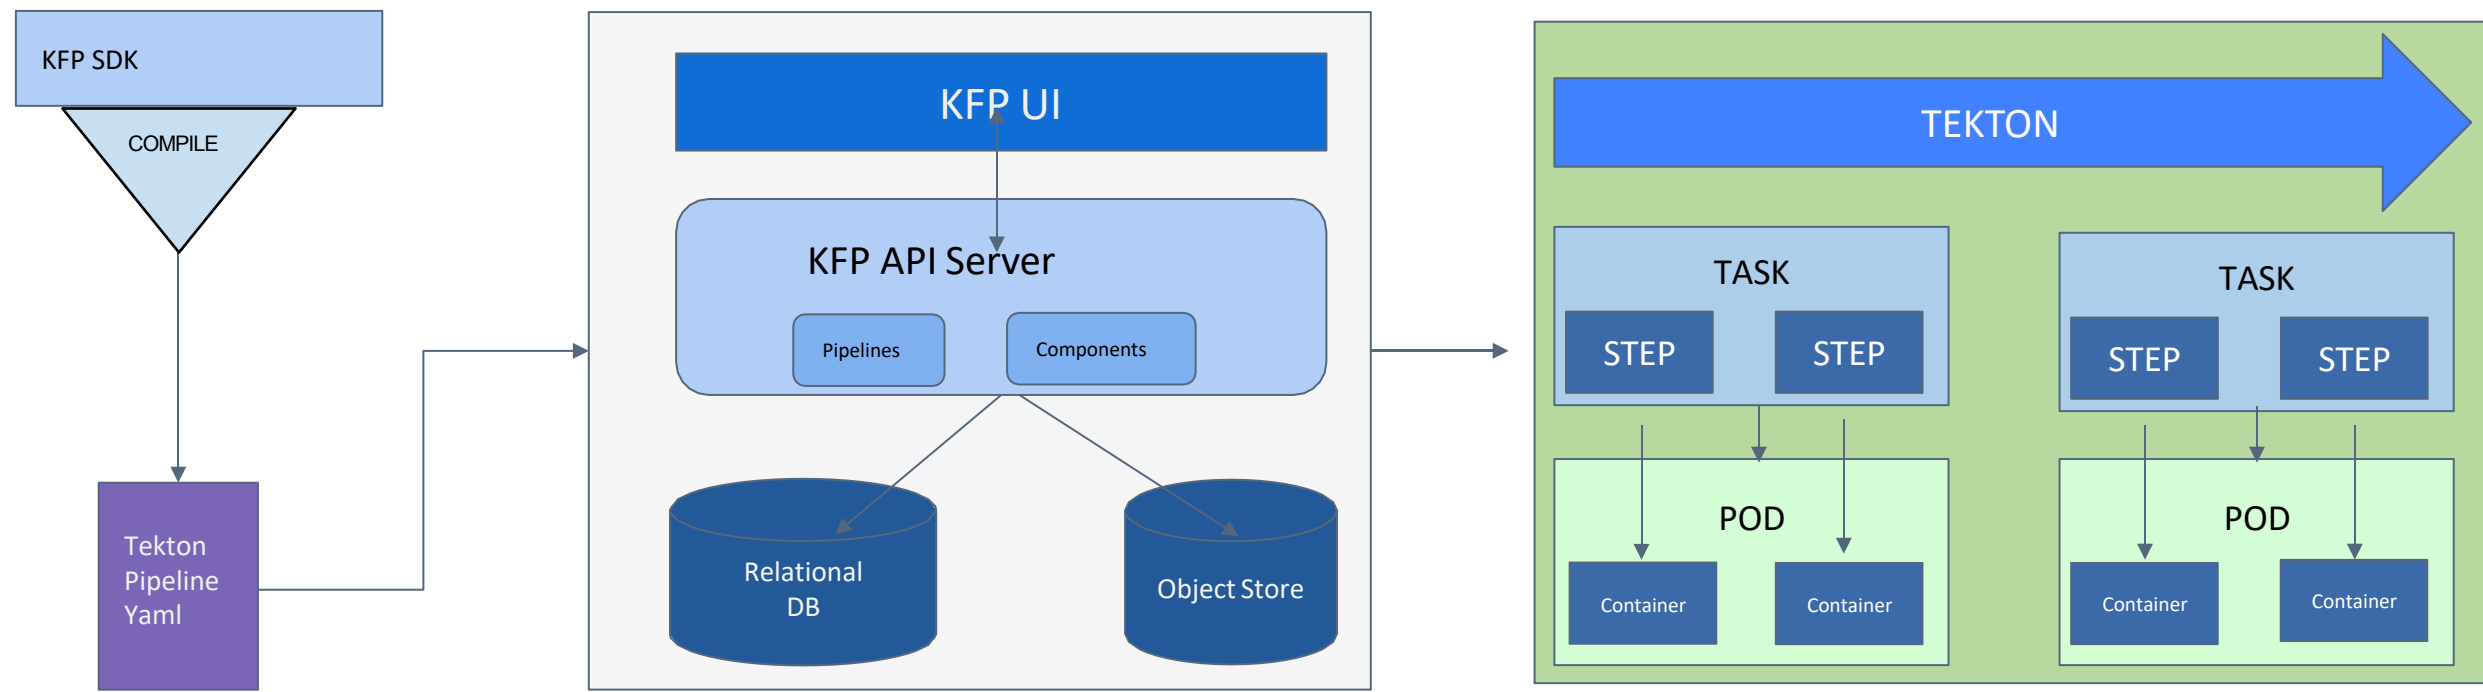 KFP SDK
COMPILE
Tekton
Pipeline
Yaml
KFP UI
KFP API Server
Pipelines
Components
Relational
DB
Object Store
TEKTON
TASK
STEP
STEP
POD
Container
Container
TASK
STEP
STEP
POD
Container
Container